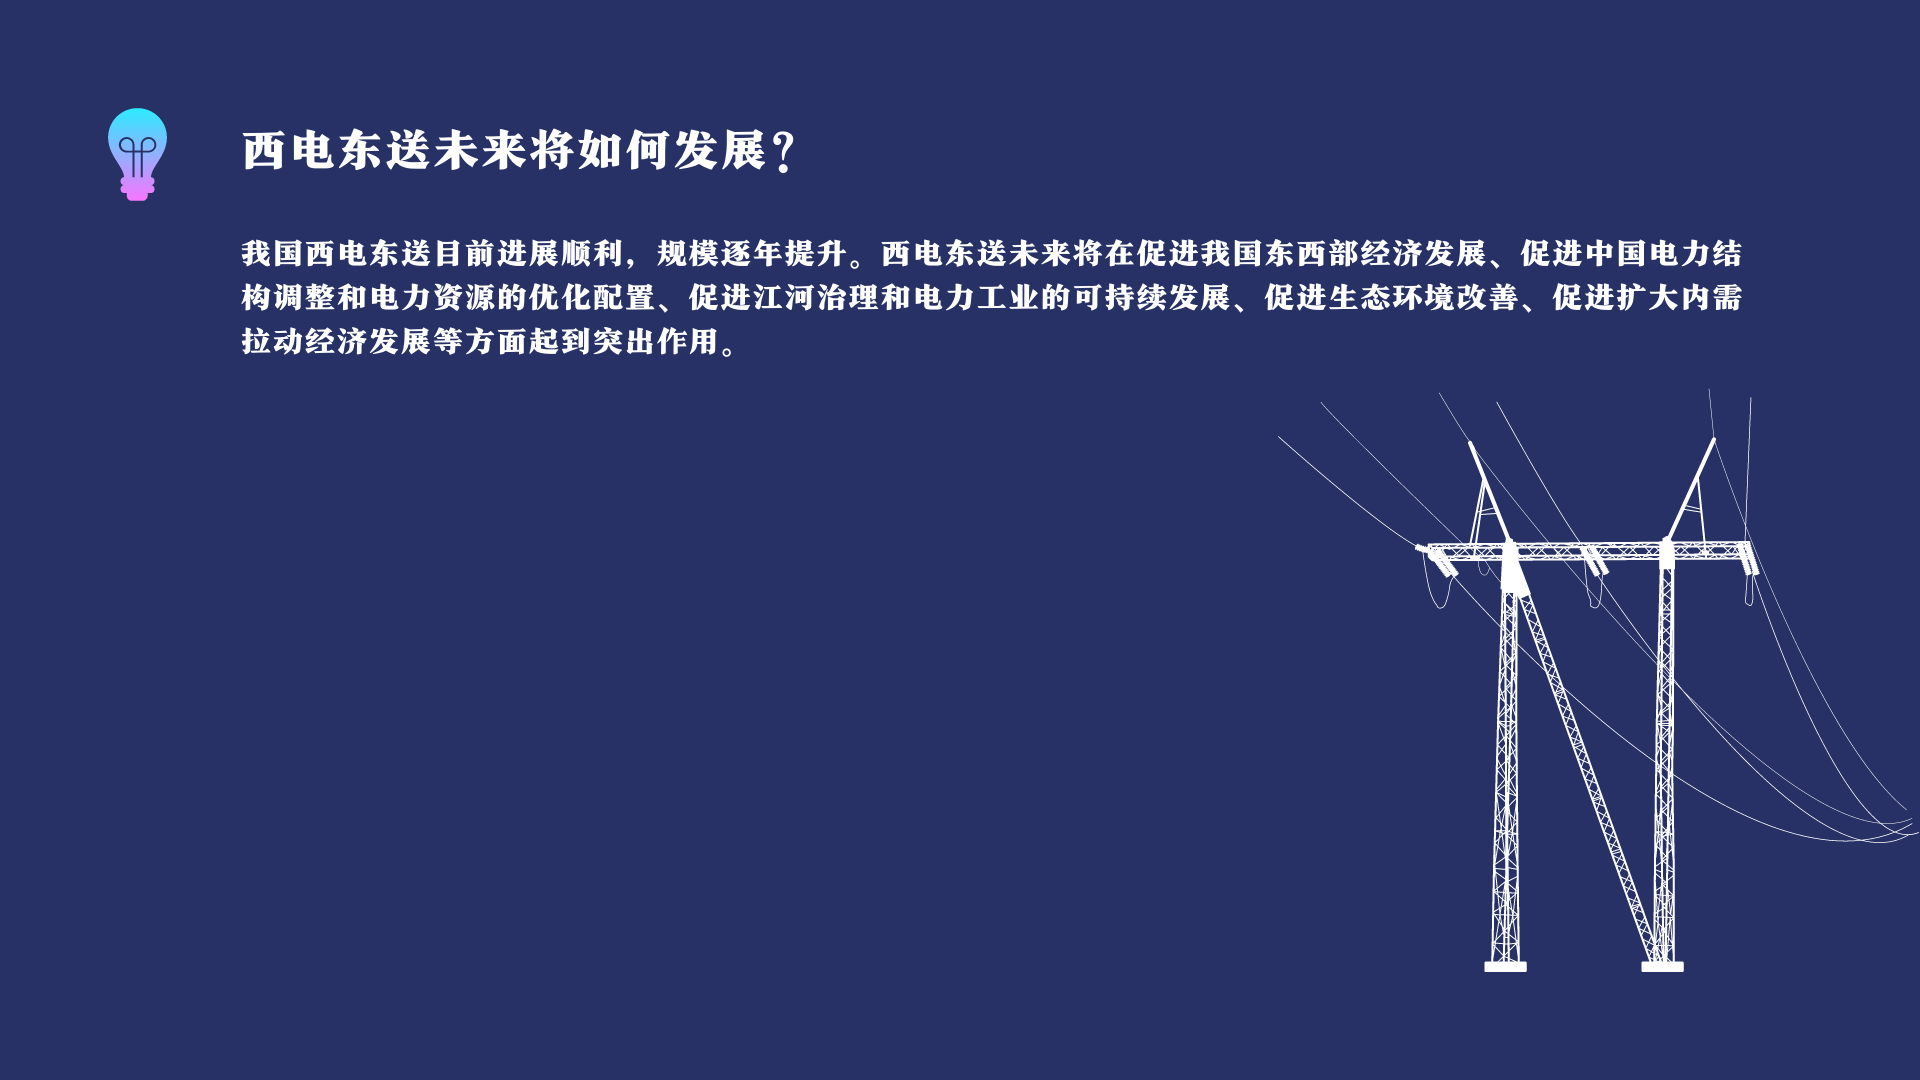 西电东送未来将如何发展？
我国西电东送目前进展顺利，规模逐年提升。西电东送未来将在促进我国东西部经济发展、促进中国电力结
构调整和电力资源的优化配置、促进江河治理和电力工业的可持续发展、促进生态环境改善、促进扩大内需
拉动经济发展等方面起到突出作用。